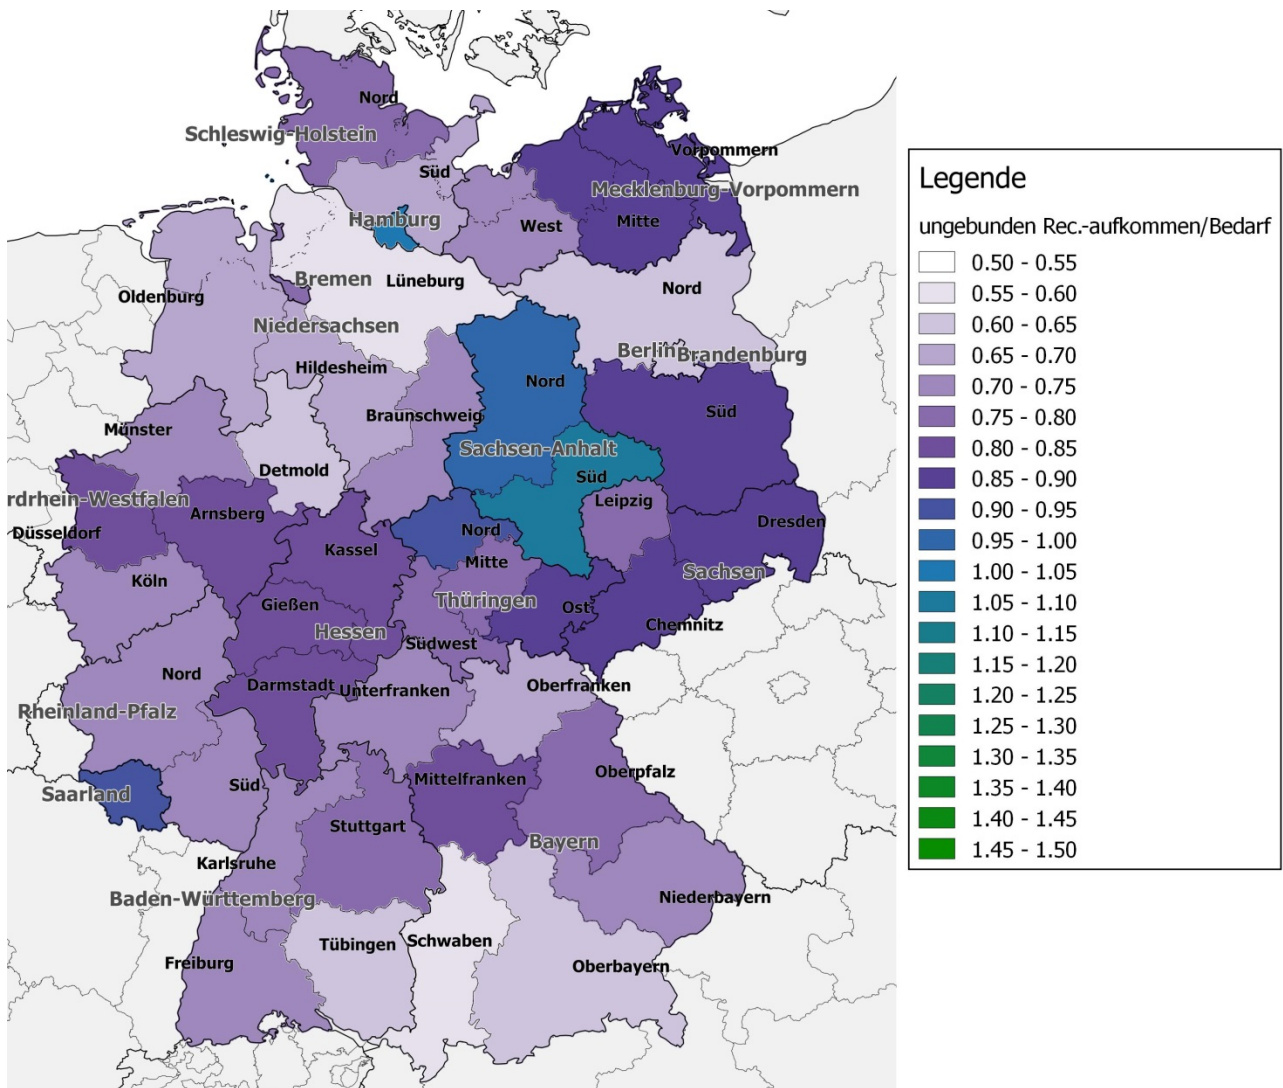 Nord
Schleswig-Holstein
Süd
Vorpommern
Mecklenburg-Vorpommern
Hamburg
West
Mitte
Bremen
Lüneburg
Nord
Oldenburg
Niedersachsen
Berlin
Brandenburg
Hildesheim
Nord
Süd
Braunschweig
Münster
Sachsen-Anhalt
Detmold
Süd
rdrhein-Westfalen
Leipzig
Arnsberg
Düsseldorf
Nord
Dresden
Kassel
Mitte
Köln
Sachsen
Gießen
Thüringen
Ost
Hessen
Chemnitz
Südwest
Nord
Darmstadt
Unterfranken
Oberfranken
Rheinland-Pfalz
Mittelfranken
Oberpfalz
Süd
Saarland
Stuttgart
Bayern
Karlsruhe
Baden-Württemberg
Niederbayern
Tübingen
Schwaben
Freiburg
Oberbayern
Legende
ungebunden Rec.-aufkommen/Bedarf
0.50 - 0.55
0.55 - 0.60
0.60 - 0.65
0.65 - 0.70
0.70 - 0.75
0.75 - 0.80
0.80 - 0.85
0.85 - 0.90
0.90 - 0.95
0.95 - 1.00
1.00 - 1.05
1.05 - 1.10
1.10 - 1.15
1.15 - 1.20
1.20 - 1.25
1.25 - 1.30
1.30 - 1.35
1.35 - 1.40
1.40 - 1.45
1.45 - 1.50